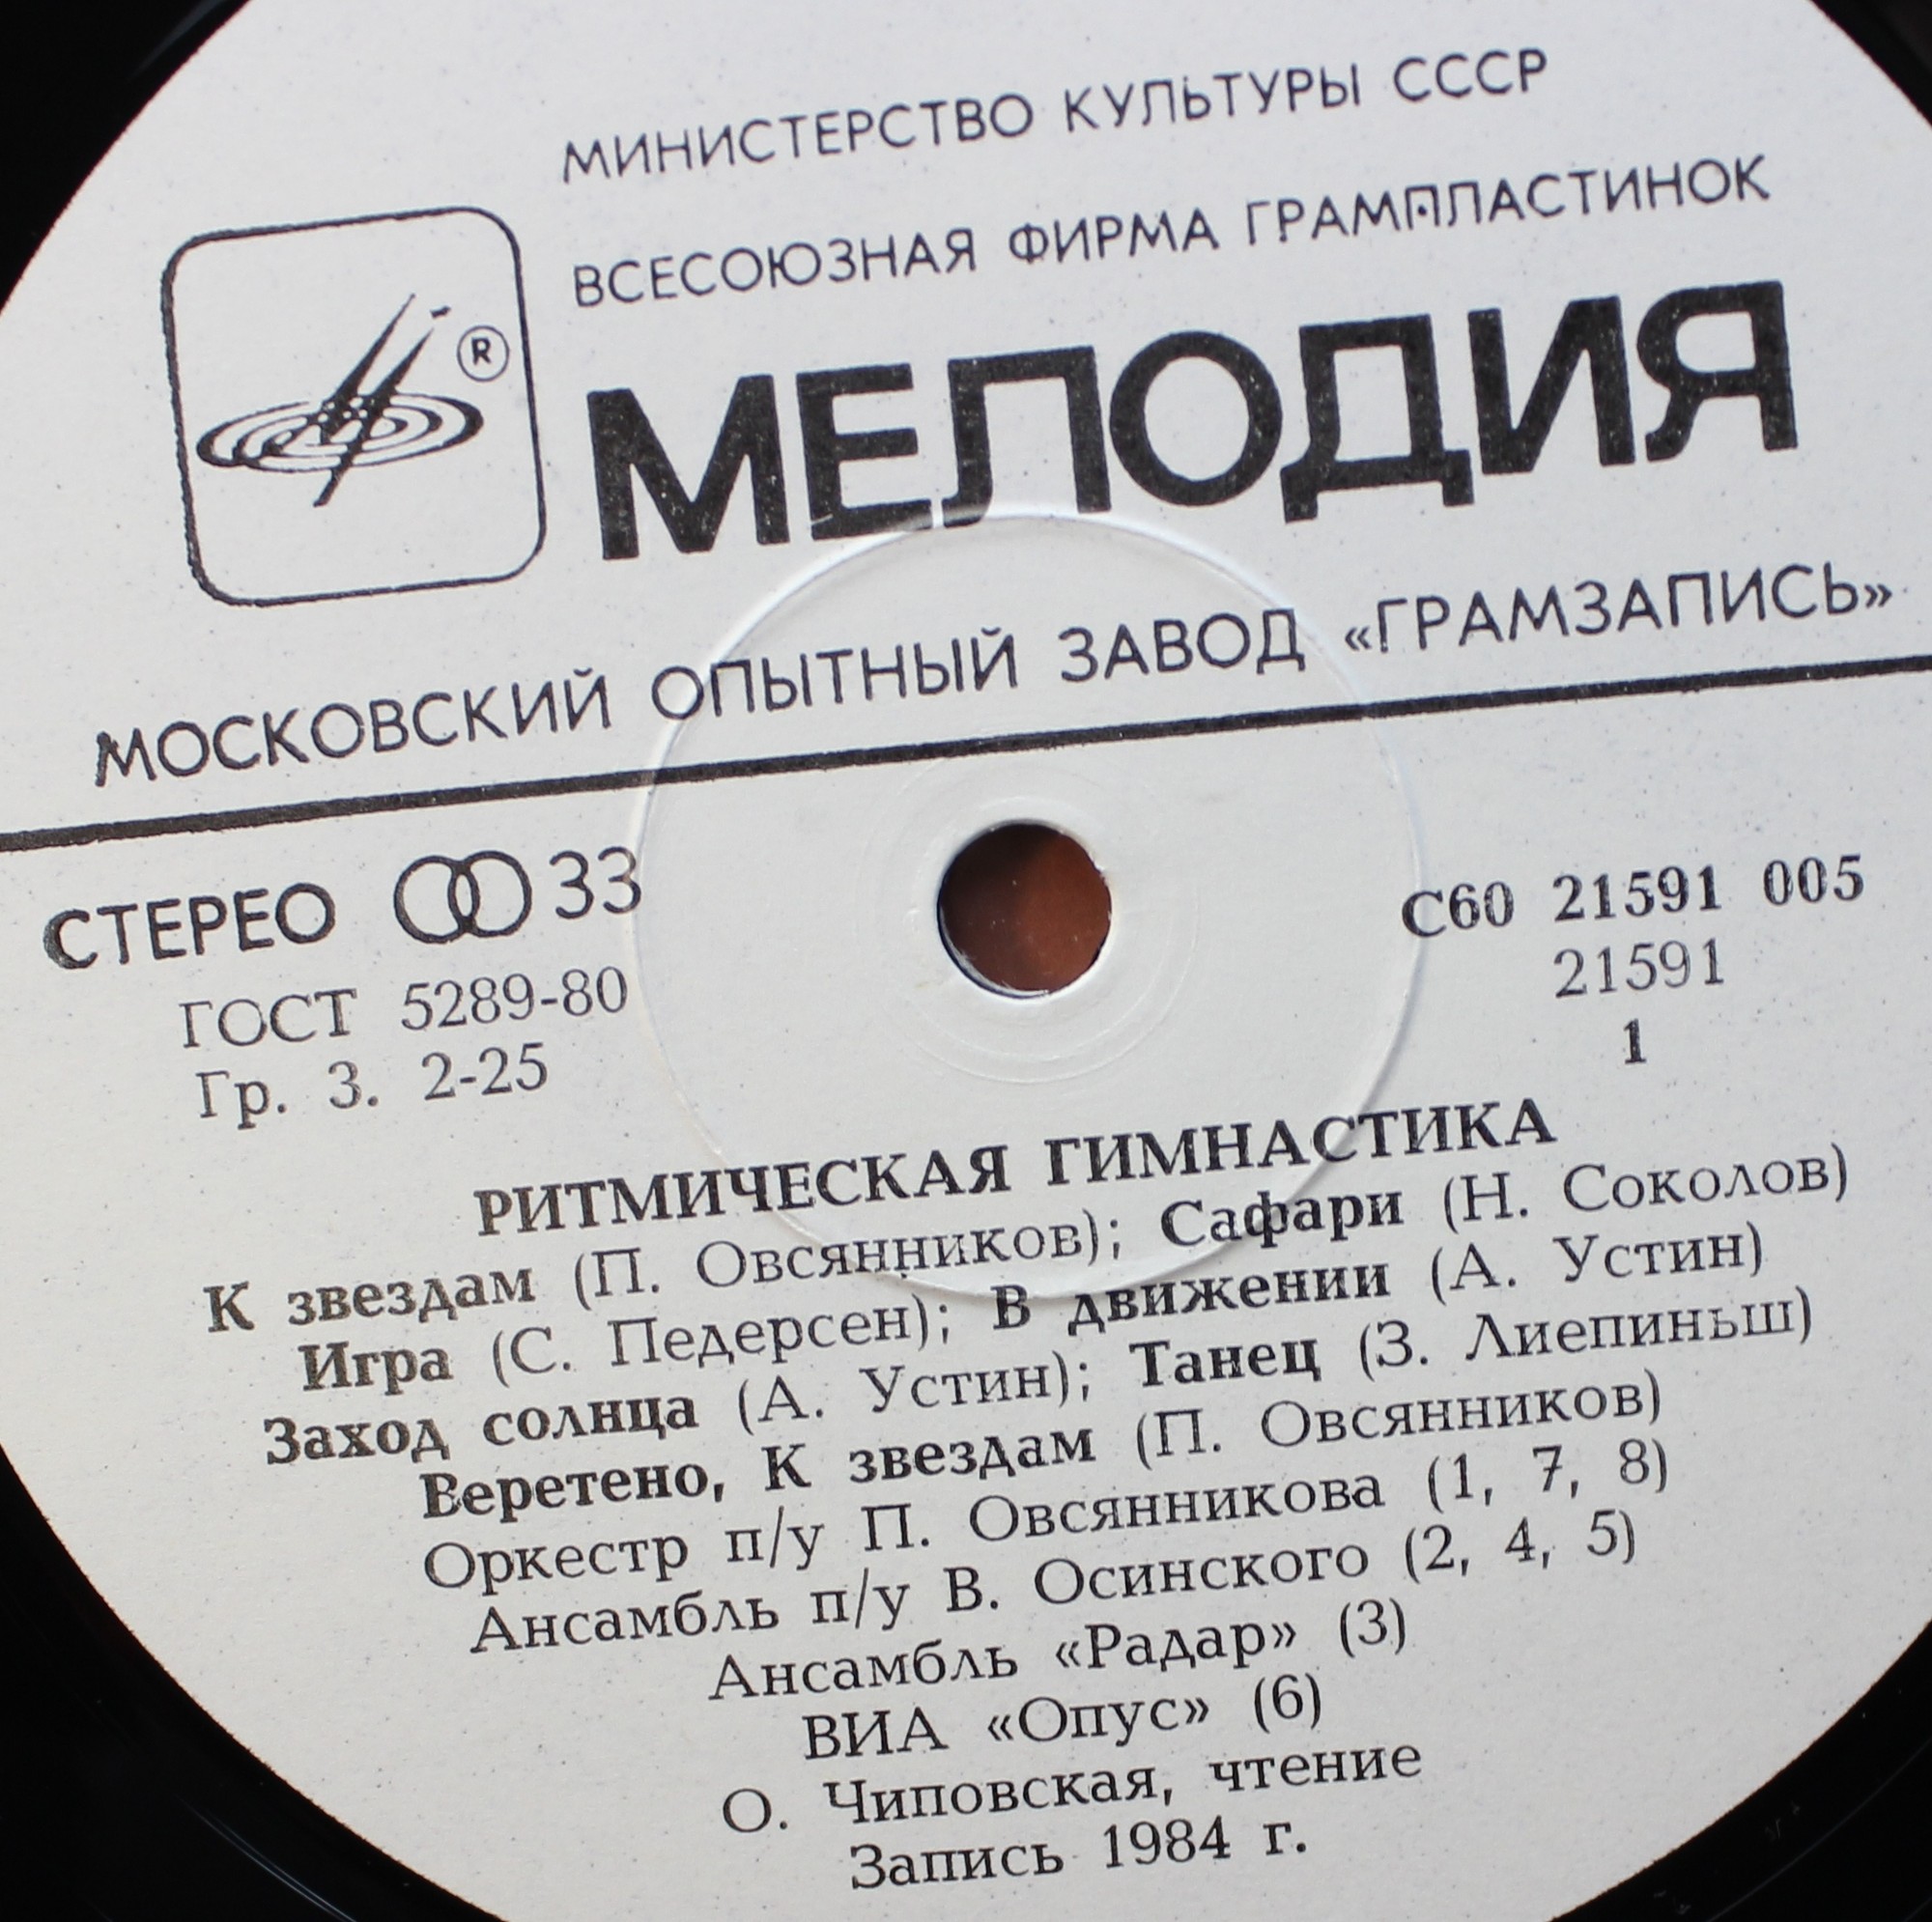 МИНИСТЕРСТВО КУЛЬТУРЫ СССР
ВСЕСОЮЗНАЯ ФИРМА ГРАМПЛАСТИНОК
®
МЕЛОДИЯ
МОСКОВСКИЙ ОПЫТНЫЙ ЗАВОД «ГРАМЗАПИСЬ»
СТЕРЕО 33
ГОСТ 5289-80
Гр. 3. 2-25
С60 21591 005
21591
1
РИТМИЧЕСКАЯ ГИМНАСТИКА
К звездам (П. Овсянников); Сафари (Н. Соколов)
Игра (С. Педерсен); В движении (А. Устин)
Заход солнца (А. Устин); Танец (З. Лиепиньш)
Веретено, К звездам (П. Овсянников)
Оркестр п/у П. Овсянникова (1, 7, 8)
Ансамбль п/у В. Осинского (2, 4, 5)
Ансамбль «Радар» (3)
ВИА «Опус» (6)
О. Чиповская, чтение
Запись 1984 г.